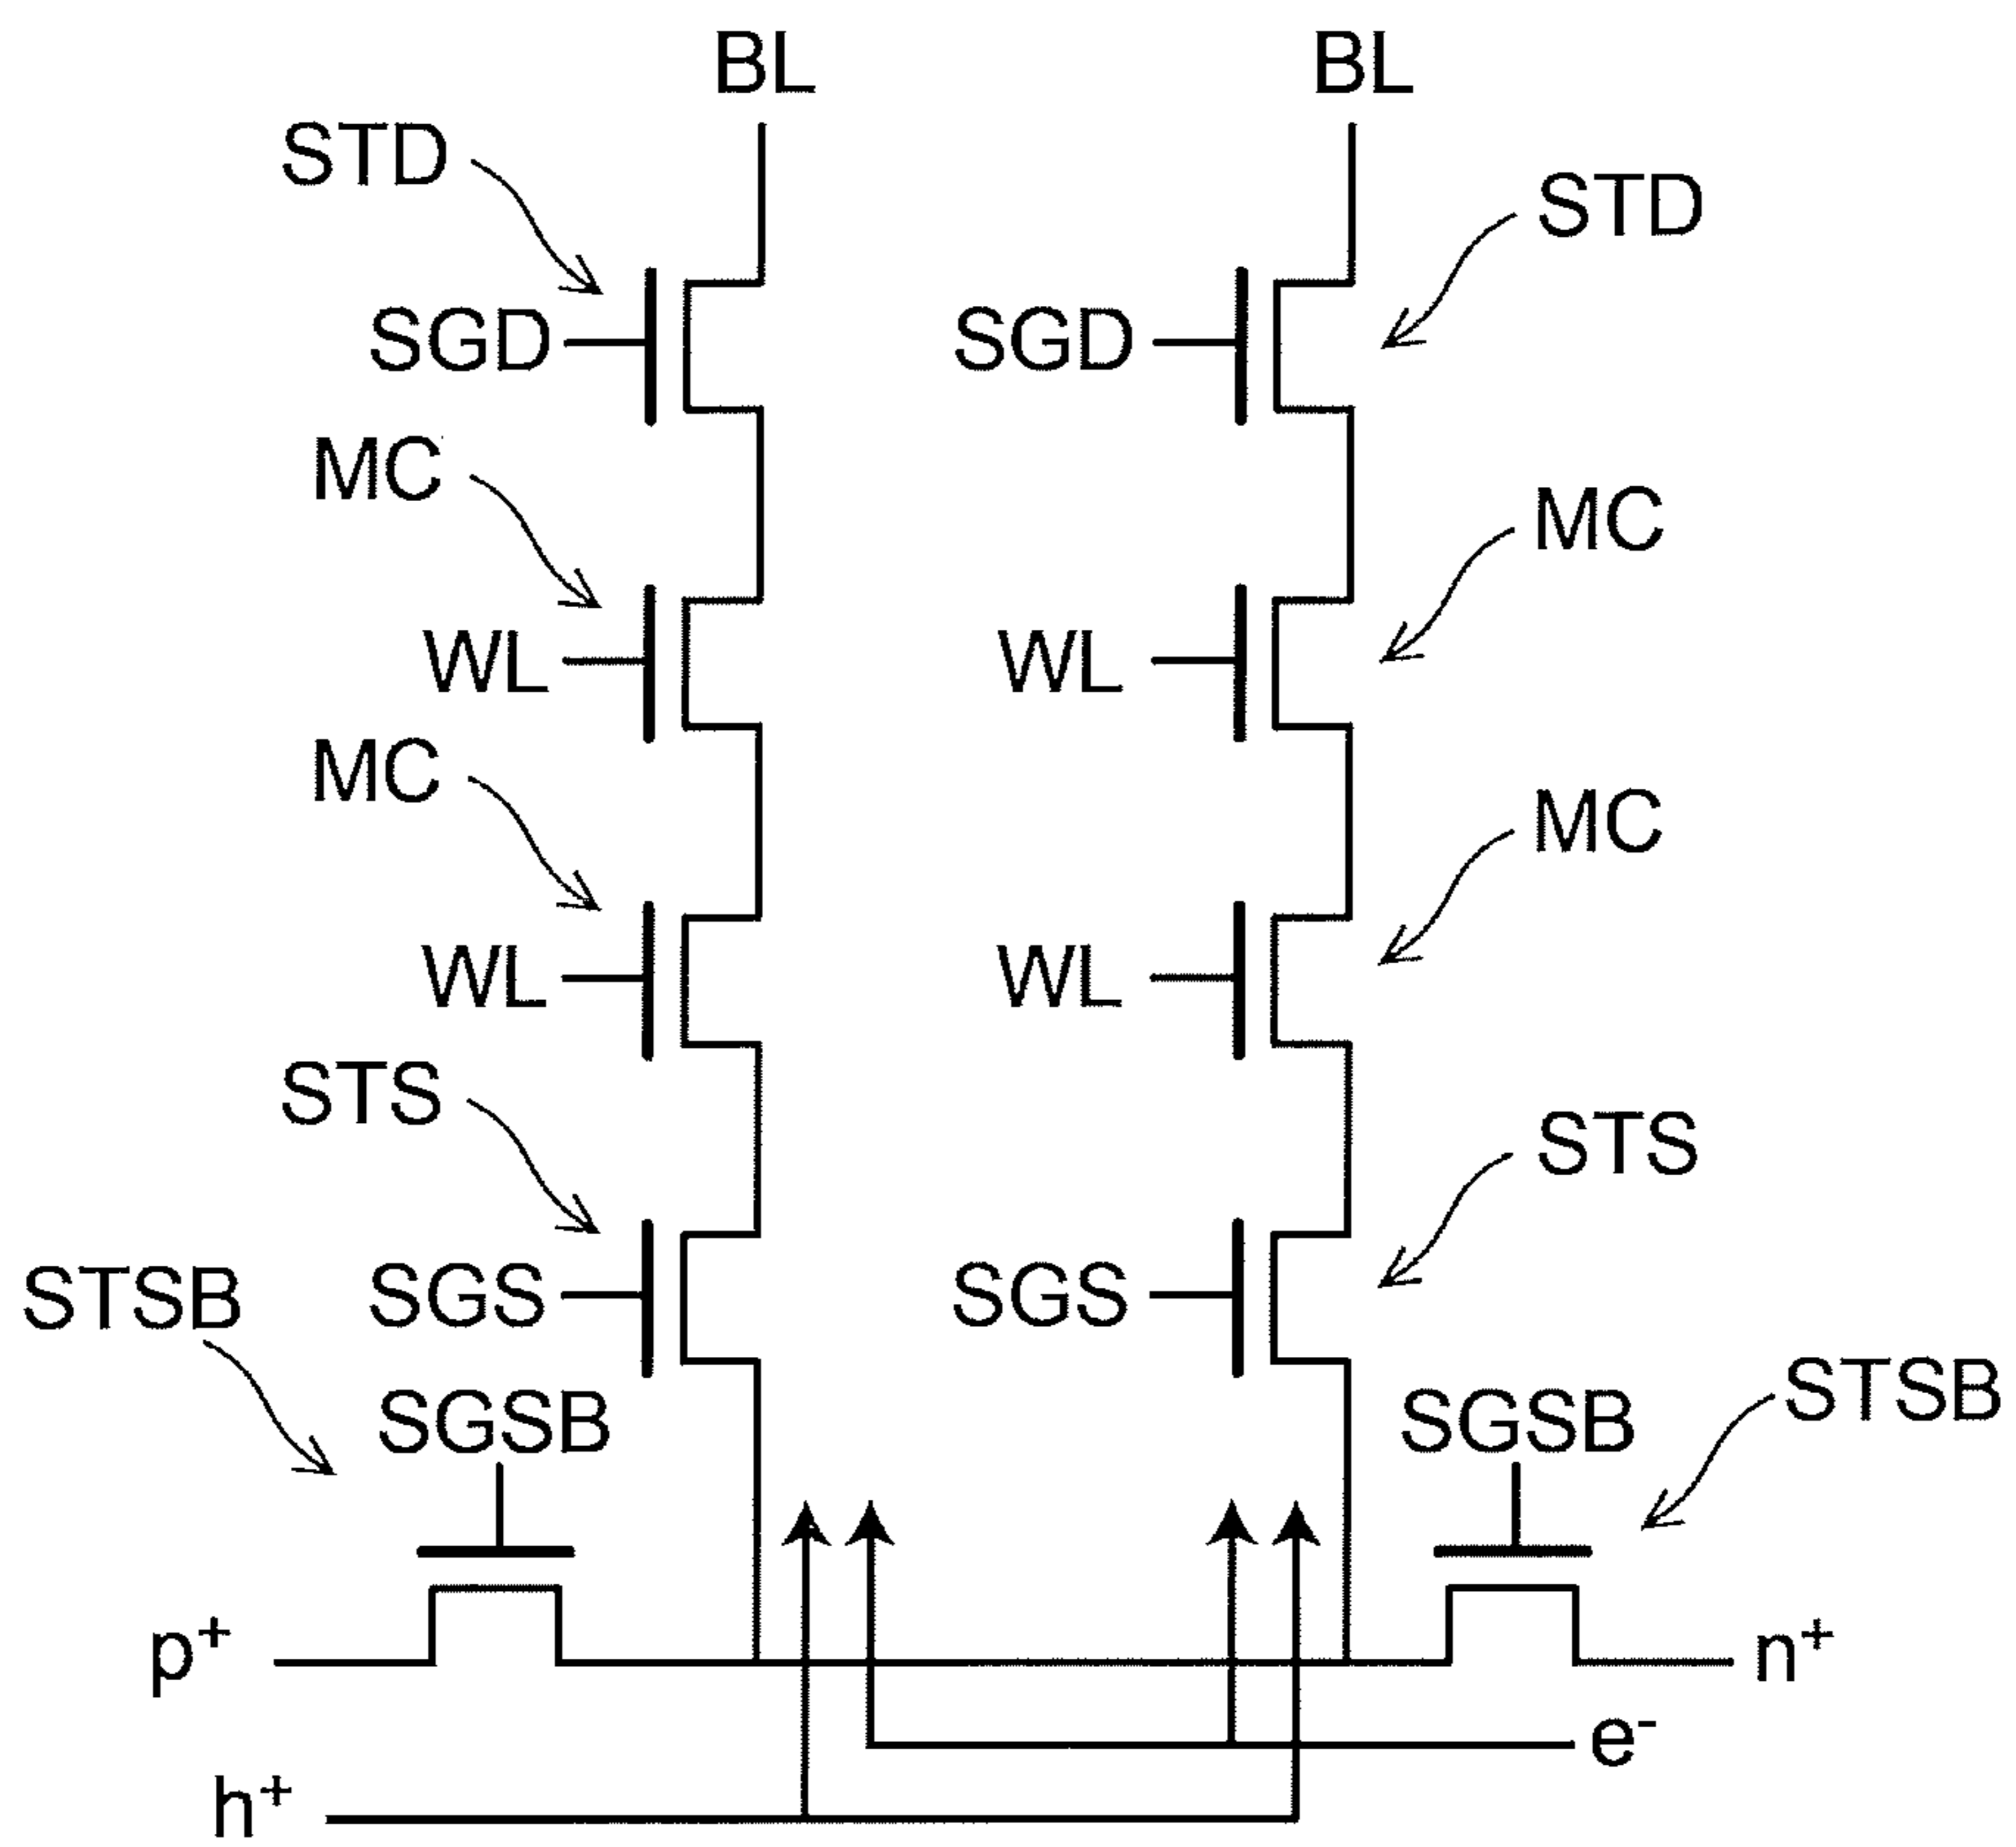 BL BL
STD
STD
SGD SGD
MC
MC
WL WL
MC
MC
WL WL
STS
STS
SGS SGS
STSB
SGSB SGSB
STSB
p+ n+
e-
h+